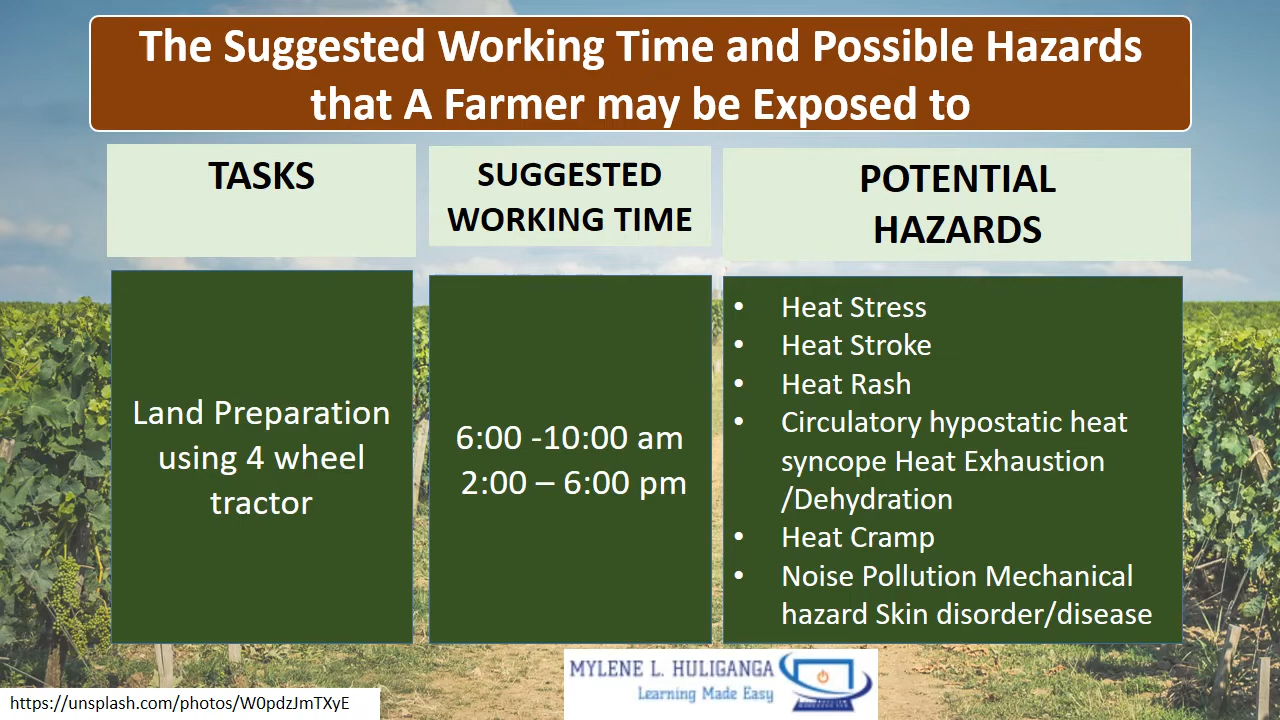 The Suggested Working Time and Possible Hazards
that A Farmer may be Exposed to
TASKS
SUGGESTED
WORKING TIME
POTENTIAL
HAZARDS
Land Preparation
using 4 wheel
tractor
6:00 -10:00 am
2:00 – 6:00 pm
• Heat Stress
• Heat Stroke
• Heat Rash
• Circulatory hypostatic heat
syncope Heat Exhaustion
/Dehydration
• Heat Cramp
• Noise Pollution Mechanical
hazard Skin disorder/disease
MYLENE L. HULIGANGA
Learning Made Easy
https://unsplash.com/photos/W0pdzJmTXyE